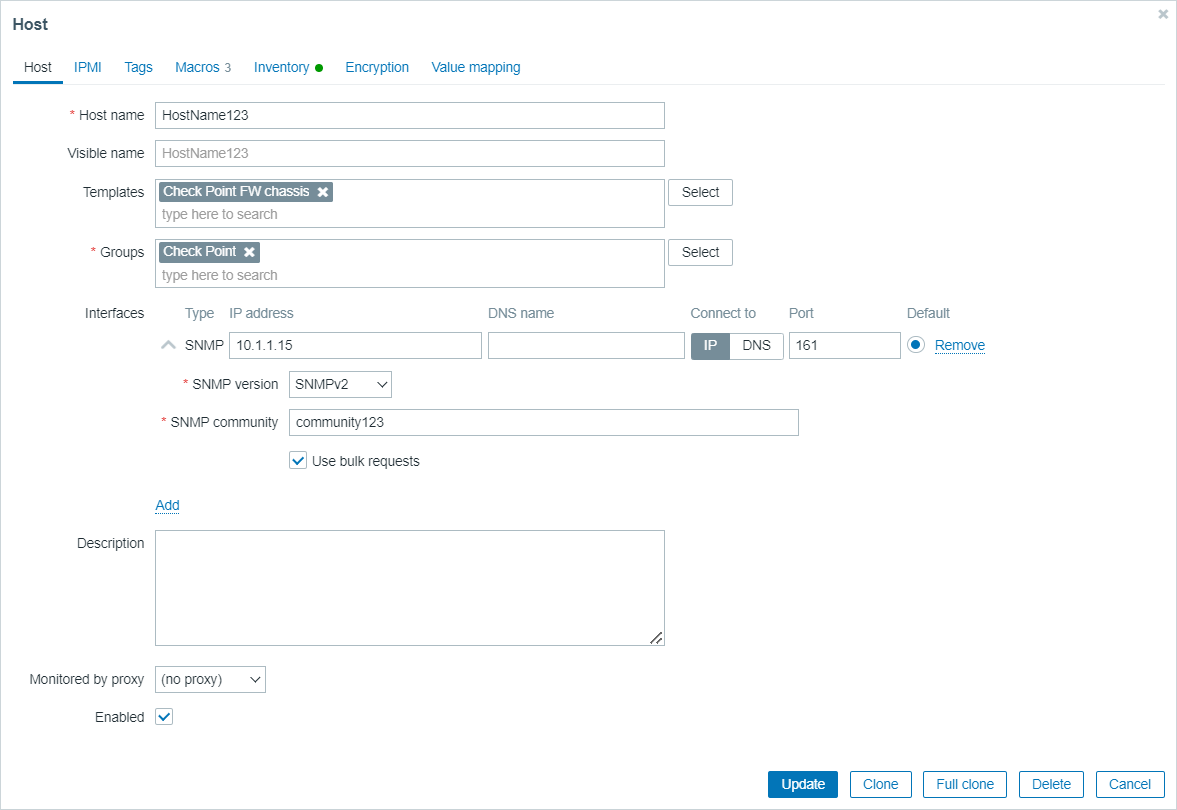 Host
Host IPMI Tags Macros 3 Inventory Encryption Value mapping
* Host name HostName123
Visible name HostName123
Templates Check Point FW chassis Select
type here to search
* Groups Check Point Select
type here to search
Interfaces Type IP address DNS name Connect to Port Default
SNMP 10.1.1.15 IP DNS 161 Remove
* SNMP version SNMPv2
* SNMP community community123
Use bulk requests
Add
Description
Monitored by proxy (no proxy)
Enabled
Update Clone Full clone Delete Cancel